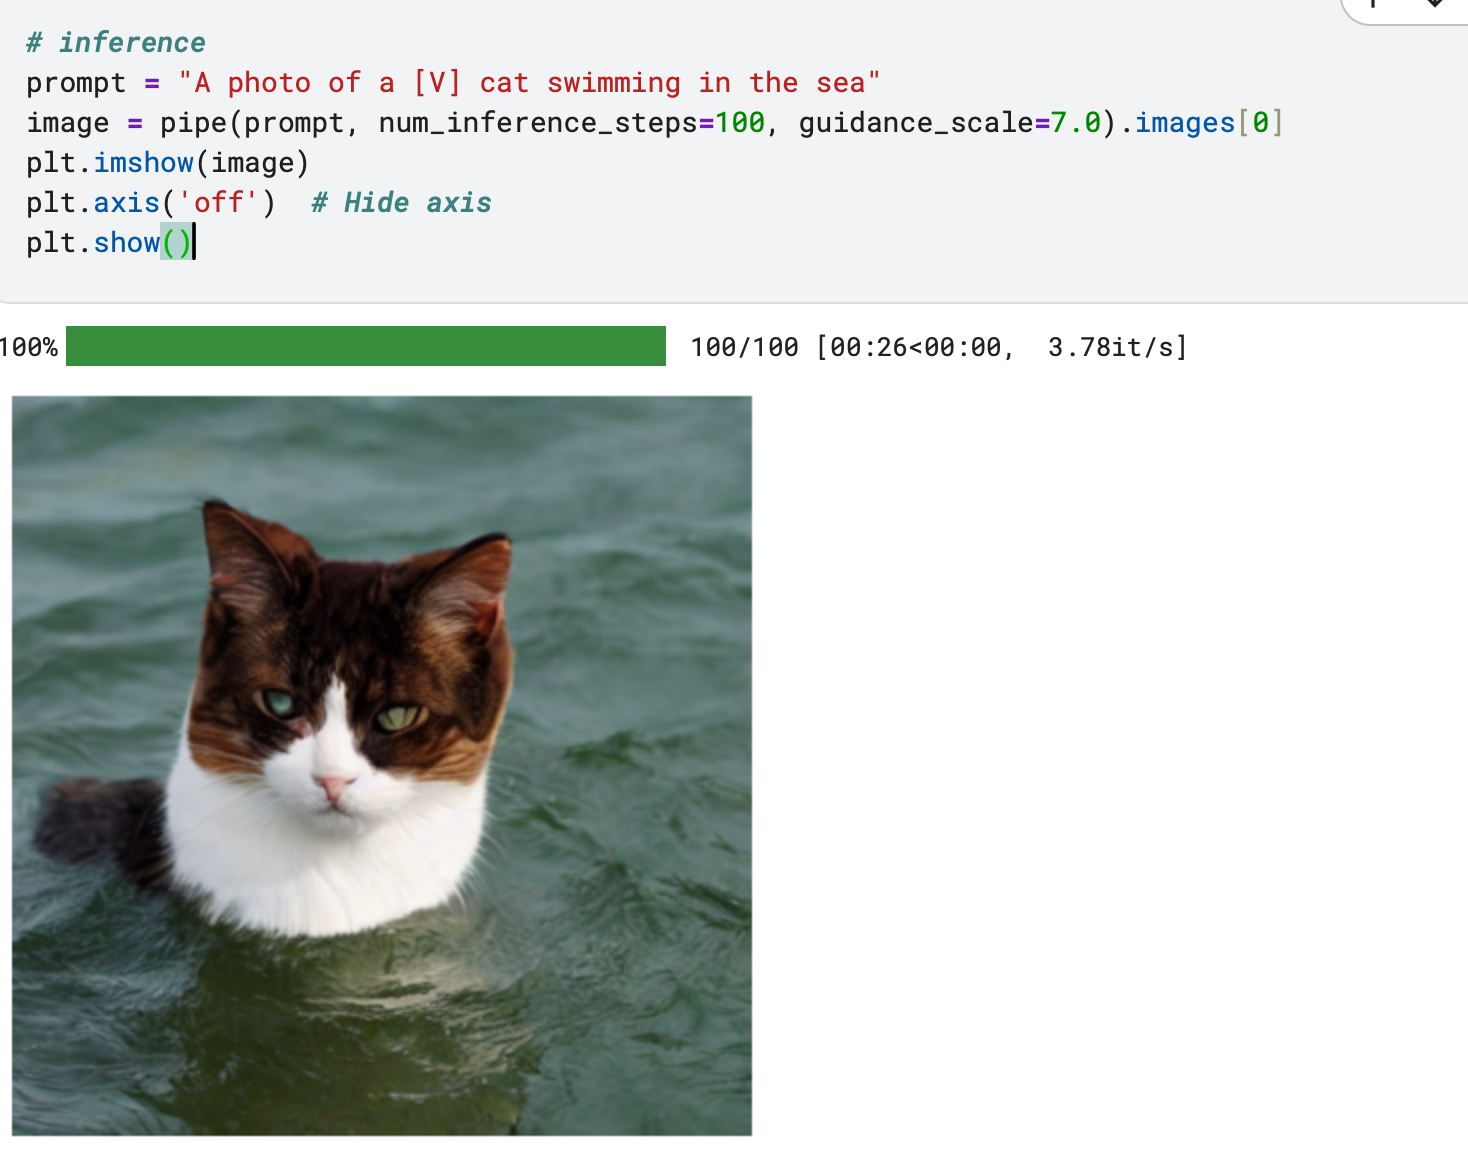 # inference
prompt = "A photo of a [V] cat swimming in the sea"
image = pipe(prompt, num_inference_steps=100, guidance_scale=7.0).images[0]
plt.imshow(image)
plt.axis('off')  # Hide axis
plt.show()
100% 100/100 [00:26<00:00, 3.78it/s]